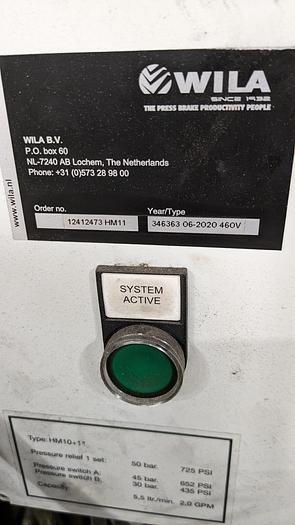 WILA
SINCE 1932
THE PRESS BRAKE PRODUCTIVITY PEOPLE
WILA B.V.
P.O. box 60
NL-7240 AB Lochem, The Netherlands
Phone: +31 (0)573 28 98 00
www.wila.nl
Order no. Year/Type
12412473 HM11 346363 06-2020 460V
SYSTEM
ACTIVE
Type: HM10+11
Pressure relief 1 set: 50 bar. 725 PSI
Pressure switch A: 45 bar. 652 PSI
Pressure switch B: 30 bar. 435 PSI
Capacity 5,5 ltr./min. 2.0 GPM